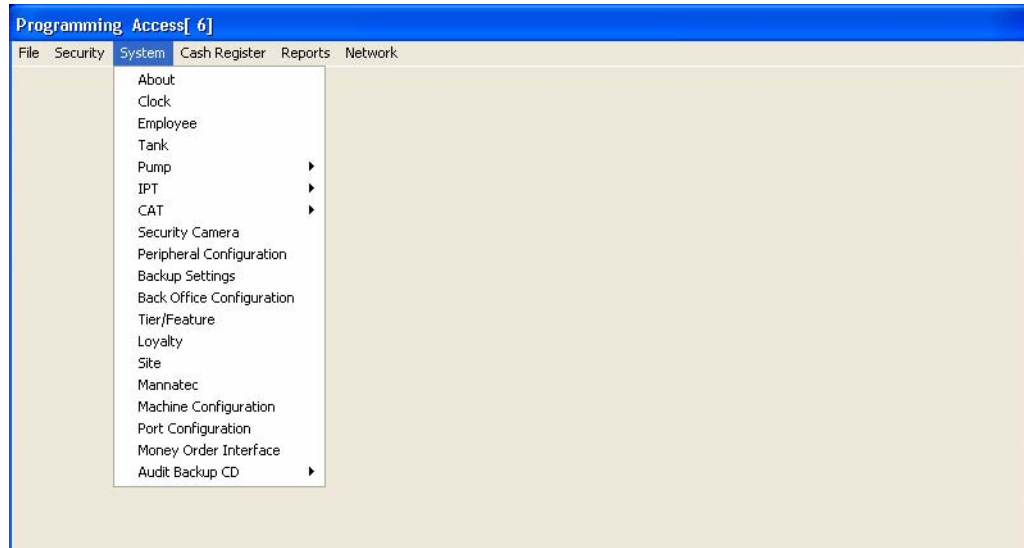 Programming Access[ 6]
File Security System Cash Register Reports Network
About
Clock
Employee
Tank
Pump
IPT
CAT
Security Camera
Peripheral Configuration
Backup Settings
Back Office Configuration
Tier/Feature
Loyalty
Site
Mannatec
Machine Configuration
Port Configuration
Money Order Interface
Audit Backup CD